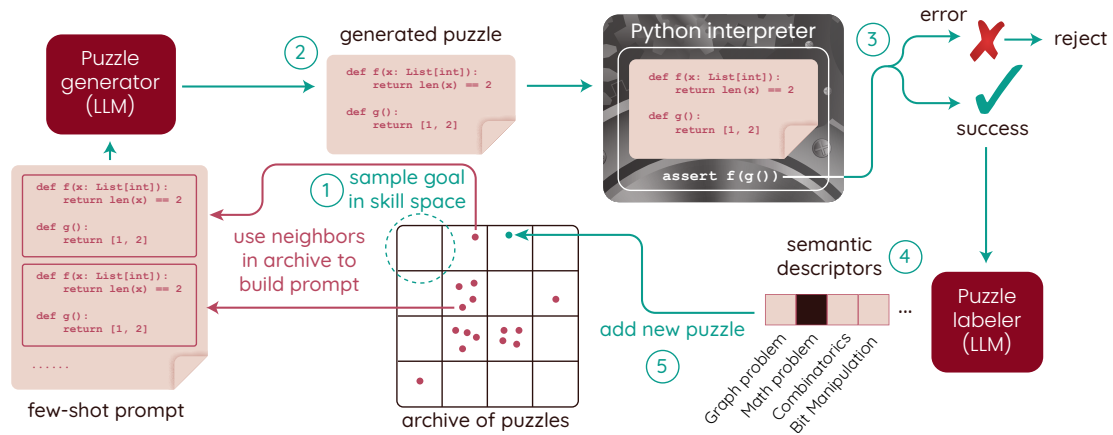 Puzzle
generator
(LLM)
2
generated puzzle
def f(x: List[int]):
    return len(x) == 2
def g():
    return [1, 2]
Python interpreter
def f(x: List[int]):
    return len(x) == 2
def g():
    return [1, 2]
assert f(g())
3
error
reject
success
def f(x: List[int]):
    return len(x) == 2
def g():
    return [1, 2]
def f(x: List[int]):
    return len(x) == 2
def g():
    return [1, 2]
......
few-shot prompt
1
sample goal
in skill space
use neighbors
in archive to
build prompt
archive of puzzles
add new puzzle
5
semantic
descriptors
4
...
Graph problem
Math problem
Combinatorics
Bit Manipulation
Puzzle
labeler
(LLM)